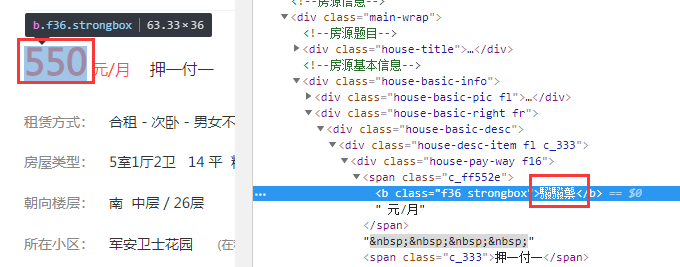 b.f36.strongbox | 63.33×36
550 元/月 押一付一
租赁方式： 合租 - 次卧 - 男女不
房屋类型： 5室1厅2卫 14 平
朝向楼层： 南 中层 / 26层
所在小区： 军安卫士花园 (在
<!--房源信息-->
▼<div class="main-wrap">
<!--房源题目-->
▶<div class="house-title">…</div>
<!--房源基本信息-->
▼<div class="house-basic-info">
▶<div class="house-basic-pic fl">…</div>
▼<div class="house-basic-right fr">
▼<div class="house-basic-desc">
▼<div class="house-desc-item fl c_333">
▼<div class="house-pay-way f16">
▼<span class="c_ff552e">
… <b class="f36 strongbox"></b> == $0
" 元/月"
</span>
"&nbsp;&nbsp;&nbsp;&nbsp;"
<span class="c_333">押一付一</span>